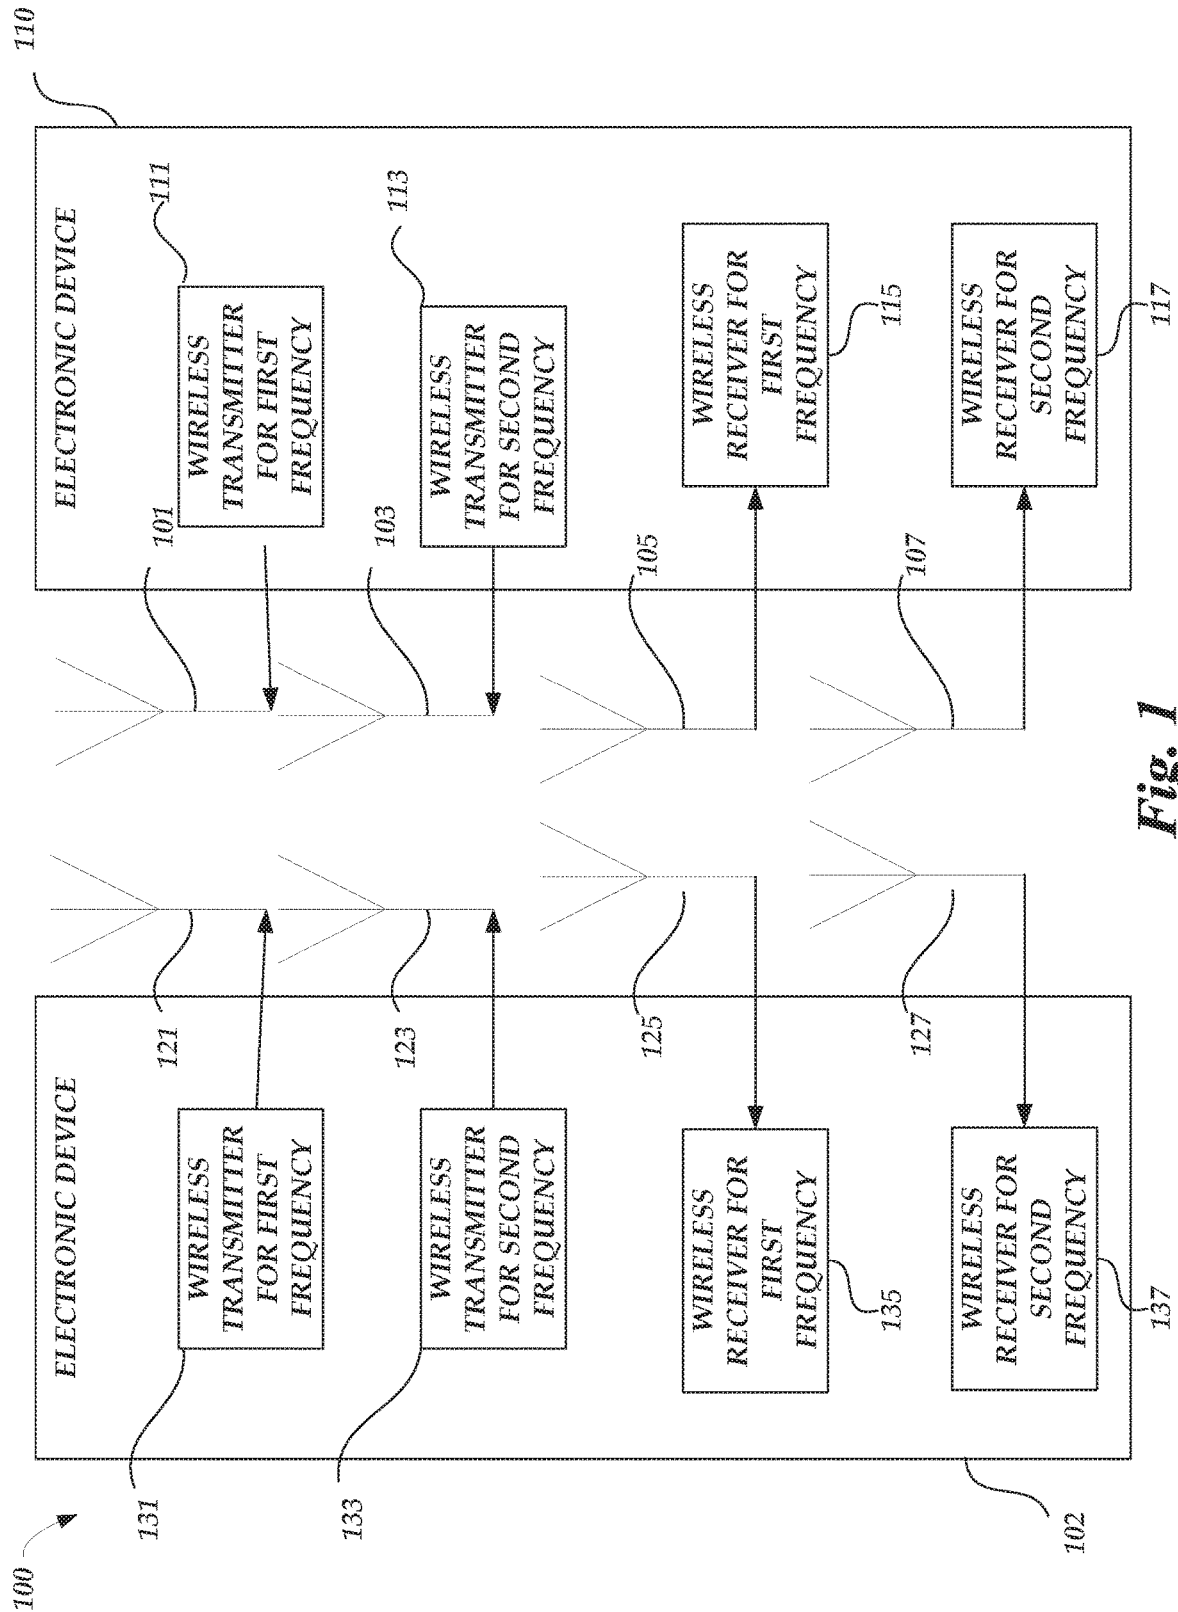 100
ELECTRONIC DEVICE
131
WIRELESS
TRANSMITTER
FOR FIRST
FREQUENCY
133
WIRELESS
TRANSMITTER
FOR SECOND
FREQUENCY
WIRELESS
RECEIVER FOR
FIRST
FREQUENCY
135
WIRELESS
RECEIVER FOR
SECOND
FREQUENCY
137
102
121
123
125
127
101
103
105
107
110
ELECTRONIC DEVICE
111
WIRELESS
TRANSMITTER
FOR FIRST
FREQUENCY
113
WIRELESS
TRANSMITTER
FOR SECOND
FREQUENCY
WIRELESS
RECEIVER FOR
FIRST
FREQUENCY
115
WIRELESS
RECEIVER FOR
SECOND
FREQUENCY
117
Fig. 1